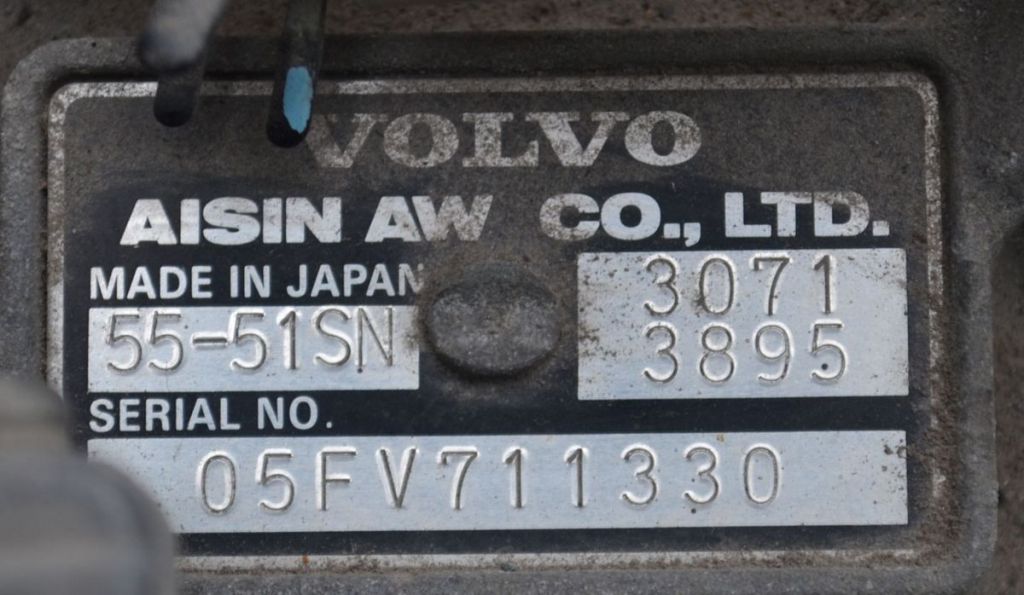 VOLVO
AISIN AW CO., LTD.
MADE IN JAPAN
3071
55-51SN
3895
SERIAL NO.
05FV711330